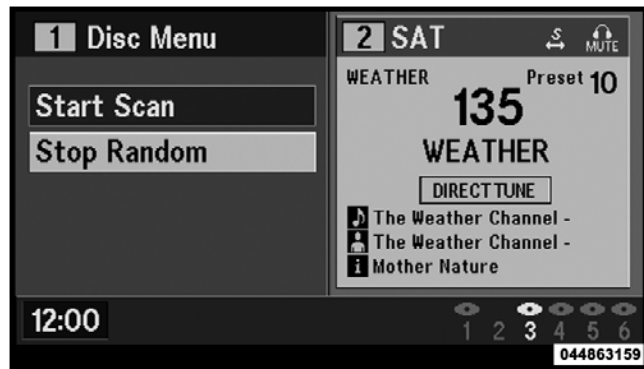 1 Disc Menu
Start Scan
Stop Random
2 SAT S MUTE
WEATHER Preset 10
135
WEATHER
DIRECT TUNE
The Weather Channel -
The Weather Channel -
i Mother Nature
12:00
1 2 3 4 5 6
044863159